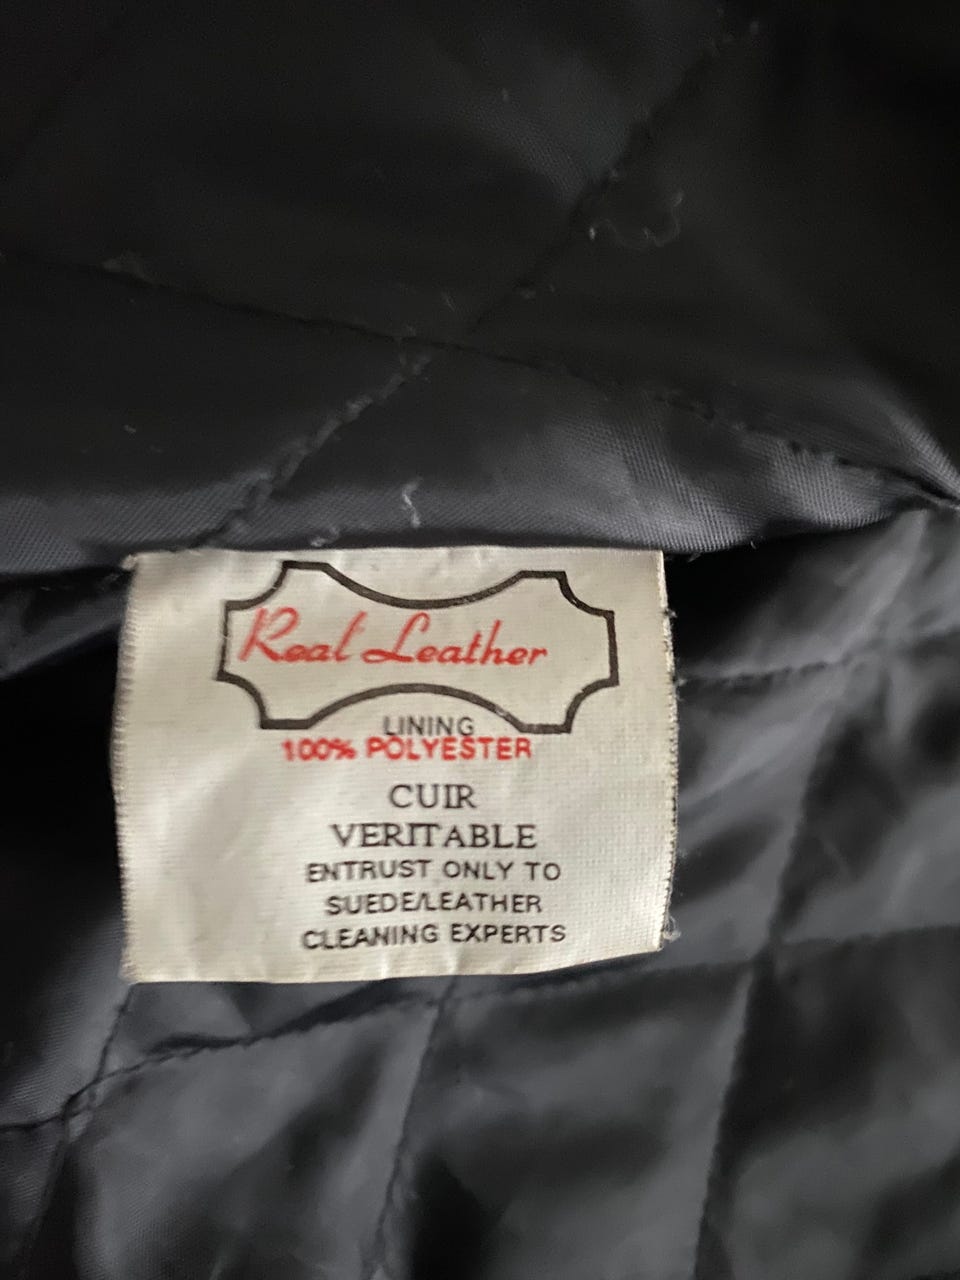 Real Leather
LINING
100% POLYESTER
CUIR
VERITABLE
ENTRUST ONLY TO
SUEDE/LEATHER
CLEANING EXPERTS